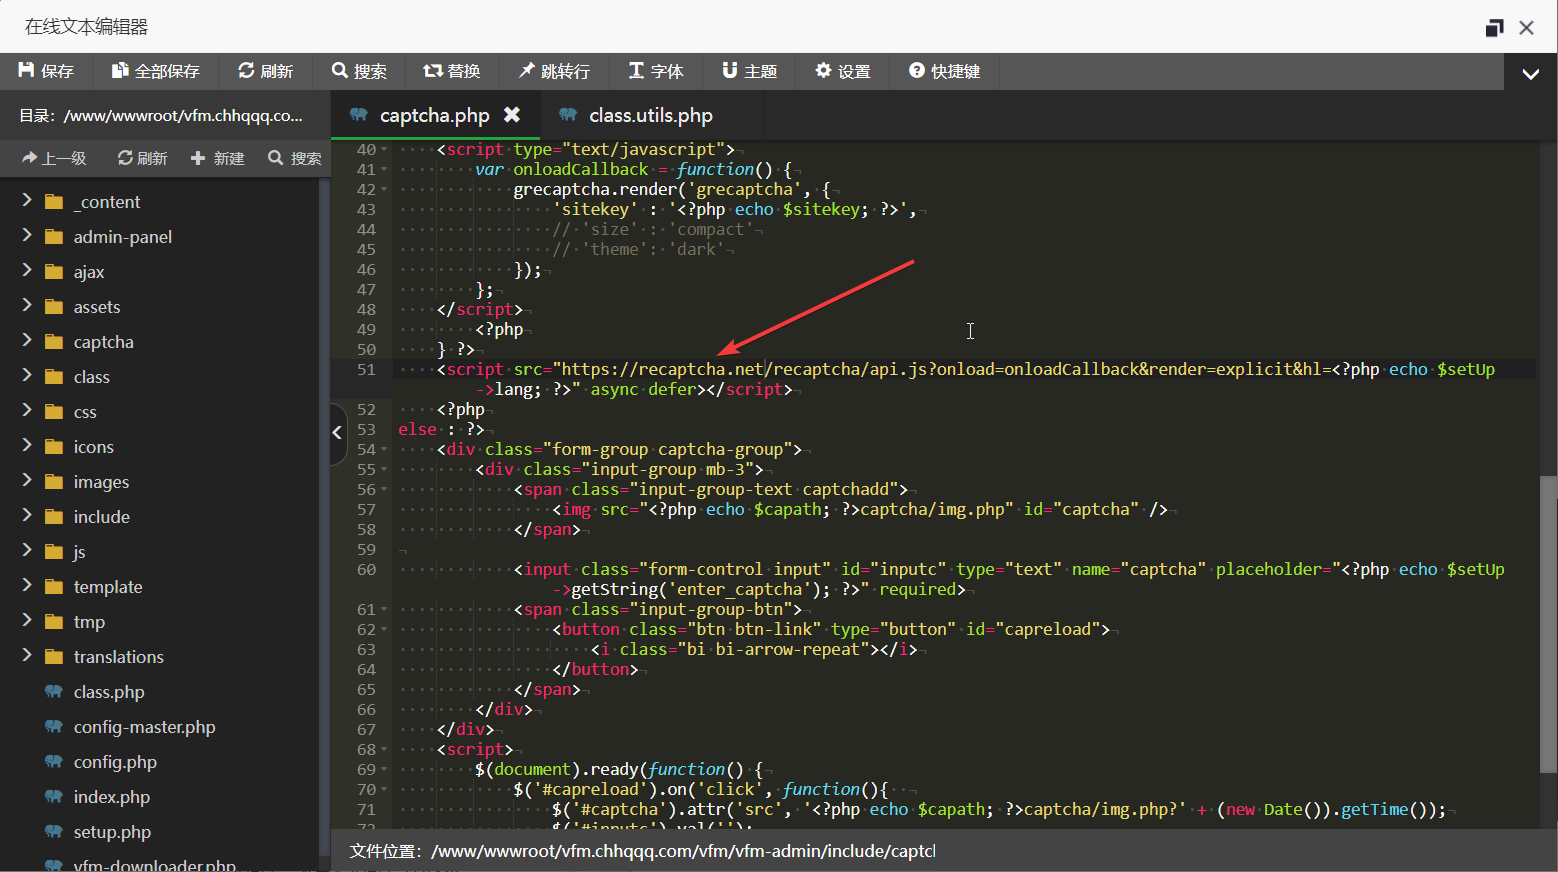 在线文本编辑器
保存 全部保存 刷新 搜索 替换 跳转行 字体 主题 设置 快捷键
目录：/www/wwwroot/vfm.chhqqq.co...
captcha.php class.utils.php
上一级 刷新 新建 搜索
_content
admin-panel
ajax
assets
captcha
class
css
icons
images
include
js
template
tmp
translations
class.php
config-master.php
config.php
index.php
setup.php
vfm-downloader.php
40 <script type="text/javascript">
41 var onloadCallback = function() {
42 grecaptcha.render('grecaptcha', {
43 'sitekey' : '<?php echo $sitekey; ?>',
44 // 'size' : 'compact'
45 // 'theme': 'dark'
46 });
47 };
48 </script>
49 <?php
50 } ?>
51 <script src="https://recaptcha.net/recaptcha/api.js?onload=onloadCallback&render=explicit&hl=<?php echo $setUp
->lang; ?>" async defer></script>
52 <?php
53 else : ?>
54 <div class="form-group captcha-group">
55 <div class="input-group mb-3">
56 <span class="input-group-text captchadd">
57 <img src="<?php echo $capath; ?>captcha/img.php" id="captcha" />
58 </span>
59
60 <input class="form-control input" id="inputc" type="text" name="captcha" placeholder="<?php echo $setUp
->getString('enter_captcha'); ?>" required>
61 <span class="input-group-btn">
62 <button class="btn btn-link" type="button" id="capreload">
63 <i class="bi bi-arrow-repeat"></i>
64 </button>
65 </span>
66 </div>
67 </div>
68 <script>
69 $(document).ready(function() {
70 $('#capreload').on('click', function(){
71 $('#captcha').attr('src', '<?php echo $capath; ?>captcha/img.php?' + (new Date()).getTime());
72 $('#inputc').val('');
文件位置：/www/wwwroot/vfm.chhqqq.com/vfm/vfm-admin/include/captcl